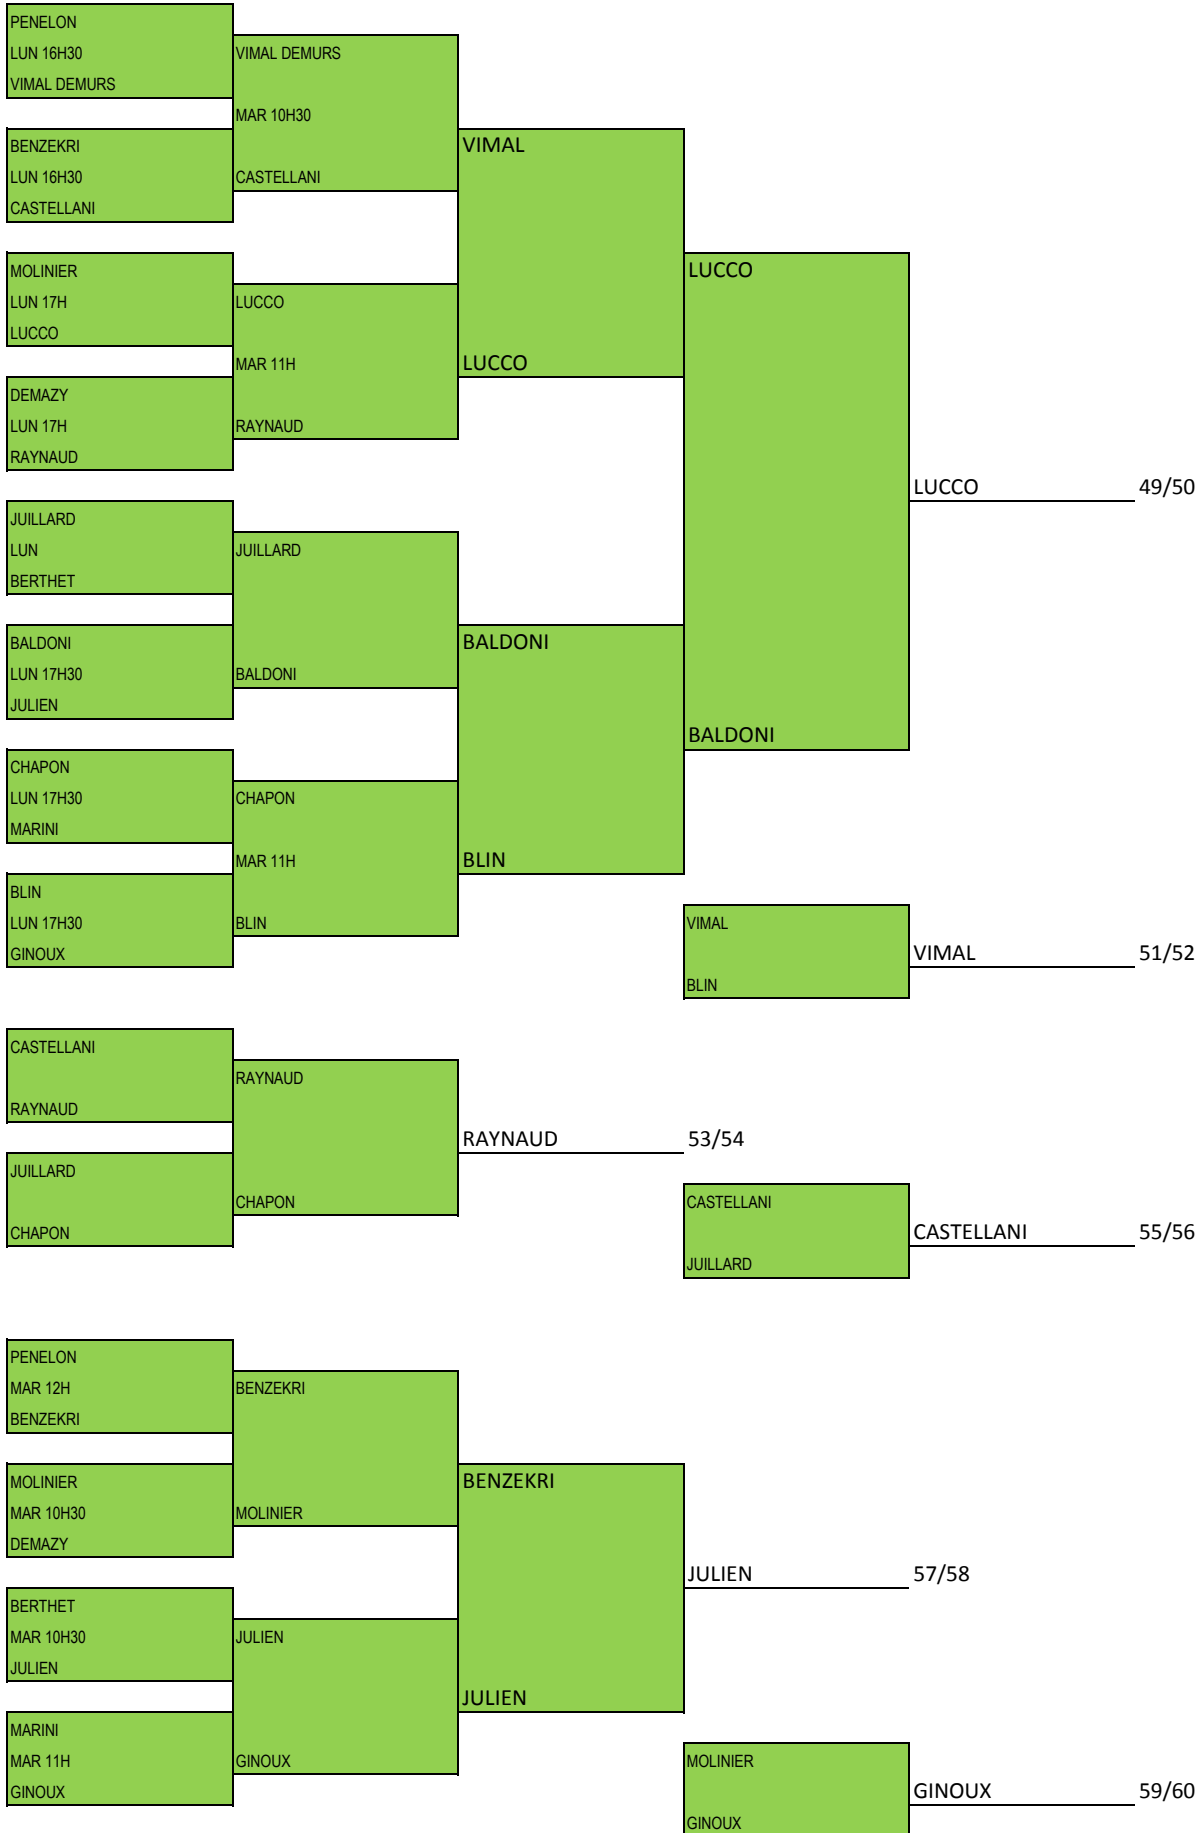 PENELON
LUN 16H30
VIMAL DEMURS
BENZEKRI
LUN 16H30
CASTELLANI
MOLINIER
LUN 17H
LUCCO
DEMAZY
LUN 17H
RAYNAUD
JUILLARD
LUN
BERTHET
BALDONI
LUN 17H30
JULIEN
CHAPON
LUN 17H30
MARINI
BLIN
LUN 17H30
GINOUX
VIMAL DEMURS
MAR 10H30
CASTELLANI
LUCCO
MAR 11H
RAYNAUD
JUILLARD
BALDONI
CHAPON
MAR 11H
BLIN
VIMAL
LUCCO
BALDONI
BLIN
LUCCO
BALDONI
LUCCO 49/50
VIMAL
BLIN
VIMAL 51/52
CASTELLANI
RAYNAUD
JUILLARD
CHAPON
RAYNAUD
CHAPON
RAYNAUD 53/54
CASTELLANI
JUILLARD
CASTELLANI 55/56
PENELON
MAR 12H
BENZEKRI
MOLINIER
MAR 10H30
DEMAZY
BERTHET
MAR 10H30
JULIEN
MARINI
MAR 11H
GINOUX
BENZEKRI
MOLINIER
JULIEN
GINOUX
BENZEKRI
JULIEN
JULIEN 57/58
MOLINIER
GINOUX
GINOUX 59/60